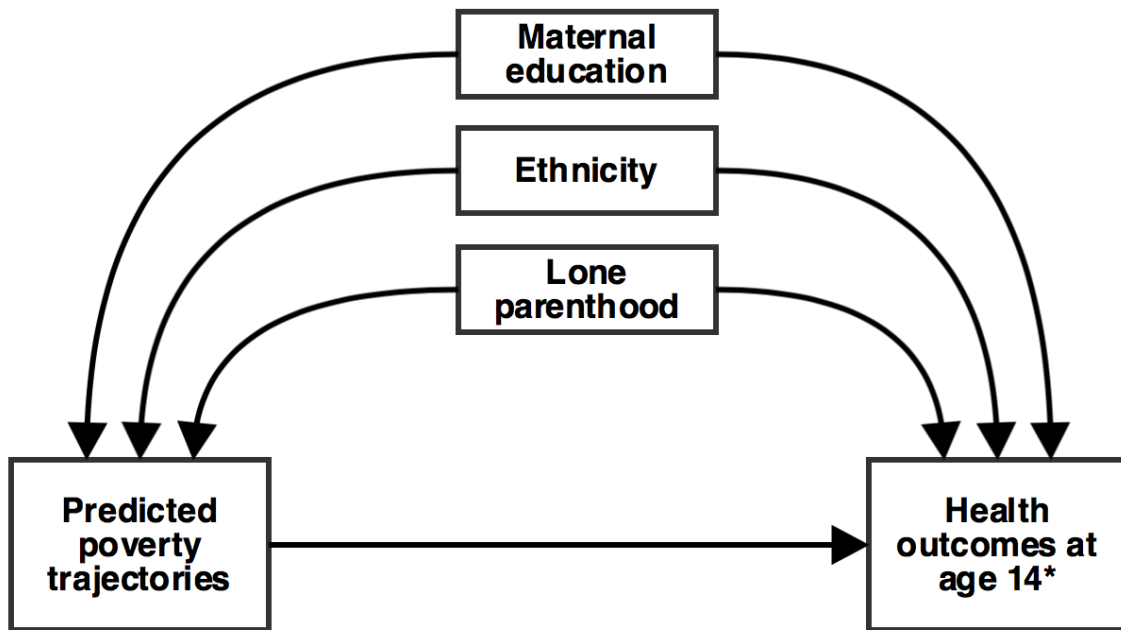 Maternal
education
Ethnicity
Lone
parenthood
Predicted
poverty
trajectories
Health
outcomes at
age 14*